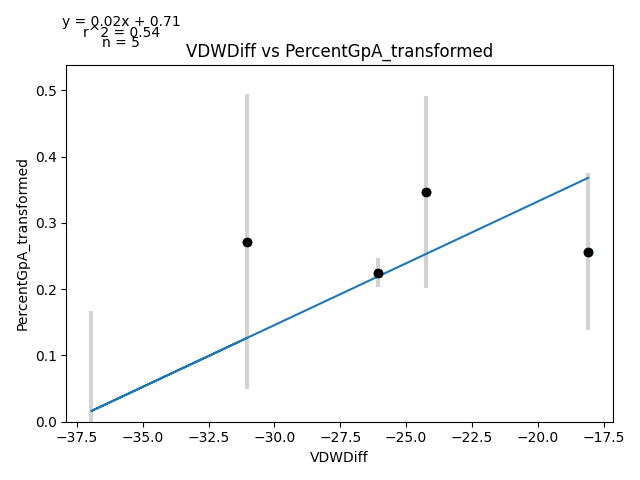 y = 0.02x + 0.71
r^2 = 0.54
n = 5
VDWDiff vs PercentGpA_transformed
0.5
0.4
0.3
0.2
0.1
0.0
PercentGpA_transformed
−37.5 −35.0 −32.5 −30.0 −27.5 −25.0 −22.5 −20.0 −17.5
VDWDiff